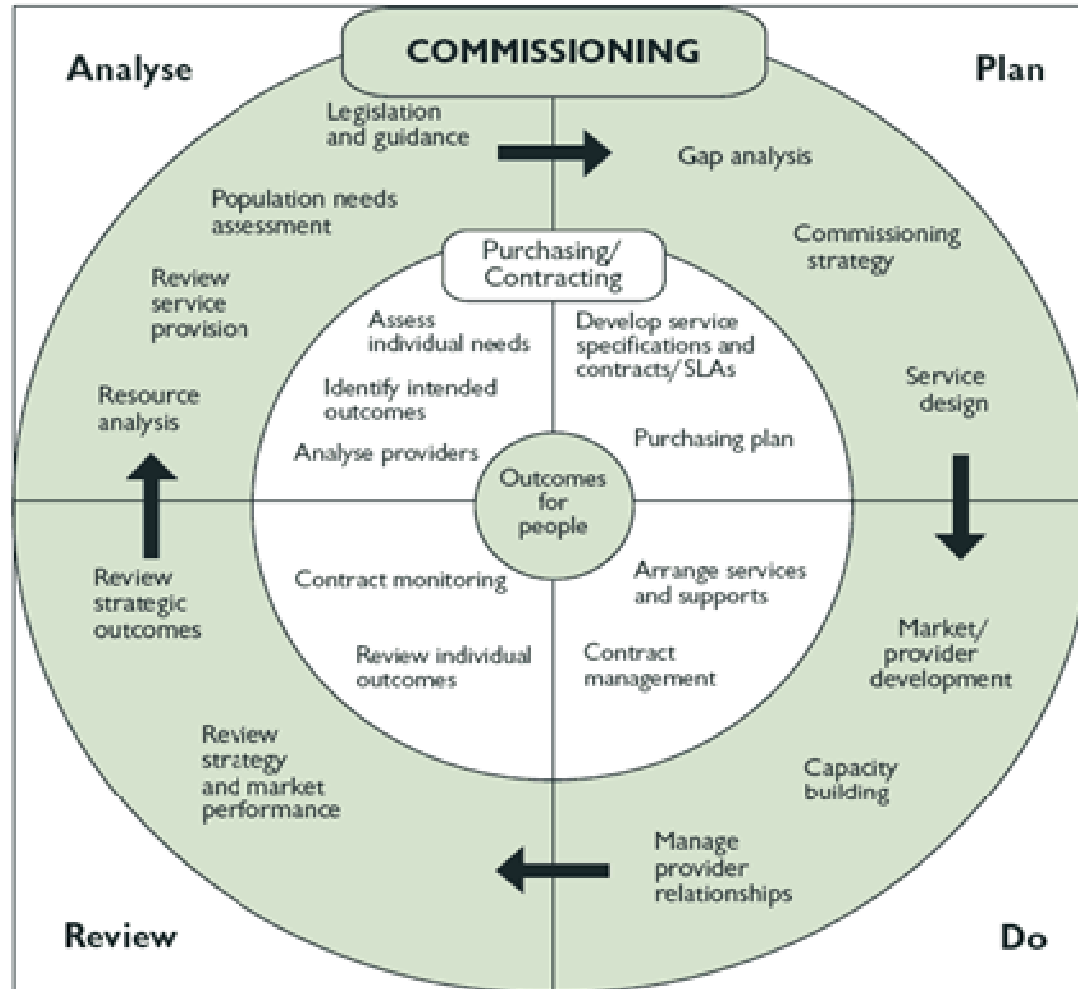 COMMISSIONING
Analyse
Legislation
and guidance
Population needs
assessment
Review
service
provision
Resource
analysis
Plan
Gap analysis
Commissioning
strategy
Service
design
Purchasing/
Contracting
Assess
individual needs
Identify intended
outcomes
Analyse providers
Develop service
specifications and
contracts/SLAs
Purchasing plan
Outcomes
for
people
Contract monitoring
Review individual
outcomes
Arrange services
and supports
Contract
management
Review
strategic
outcomes
Review
strategy
and market
performance
Review
Market/
provider
development
Capacity
building
Manage
provider
relationships
Do